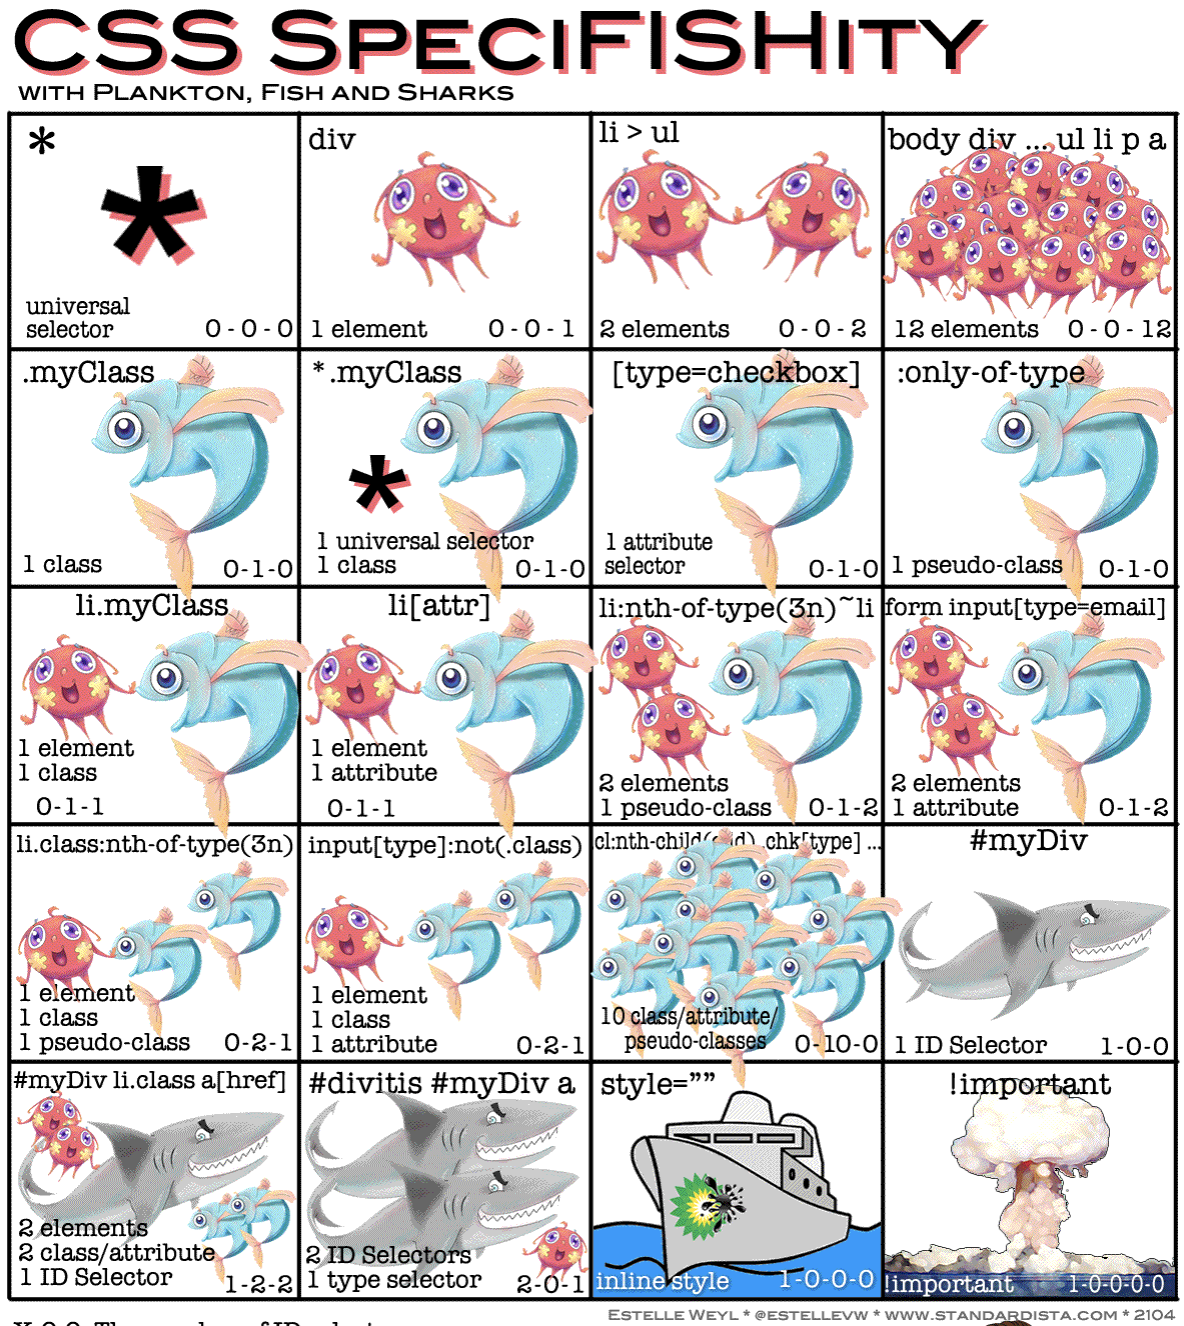 CSS SpeciFISHity
with Plankton, Fish and Sharks
*
*
universal
selector
0-0-0
div
1 element
0-0-1
li > ul
2 elements
0-0-2
body div ... ul li p a
12 elements
0-0-12
.myClass
1 class
0-1-0
*.myClass
*
1 universal selector
1 class
0-1-0
[type=checkbox]
1 attribute
selector
0-1-0
:only-of-type
1 pseudo-class
0-1-0
li.myClass
1 element
1 class
0-1-1
li[attr]
1 element
1 attribute
0-1-1
li:nth-of-type(3n)~li
2 elements
1 pseudo-class
0-1-2
form input[type=email]
2 elements
1 attribute
0-1-2
li.class:nth-of-type(3n)
1 element
1 class
1 pseudo-class
0-2-1
input[type]:not(.class)
1 element
1 class
1 attribute
0-2-1
.cl:nth-child(odd) .chk[type] ...
10 class/attribute/
pseudo-classes
0-10-0
#myDiv
1 ID Selector
1-0-0
#myDiv li.class a[href]
2 elements
2 class/attribute
1 ID Selector
1-2-2
#divitis #myDiv a
2 ID Selectors
1 type selector
2-0-1
style=””
inline style
1-0-0-0
!important
!important
1-0-0-0-0
Estelle Weyl * @estellevw * www.standardista.com * 2104